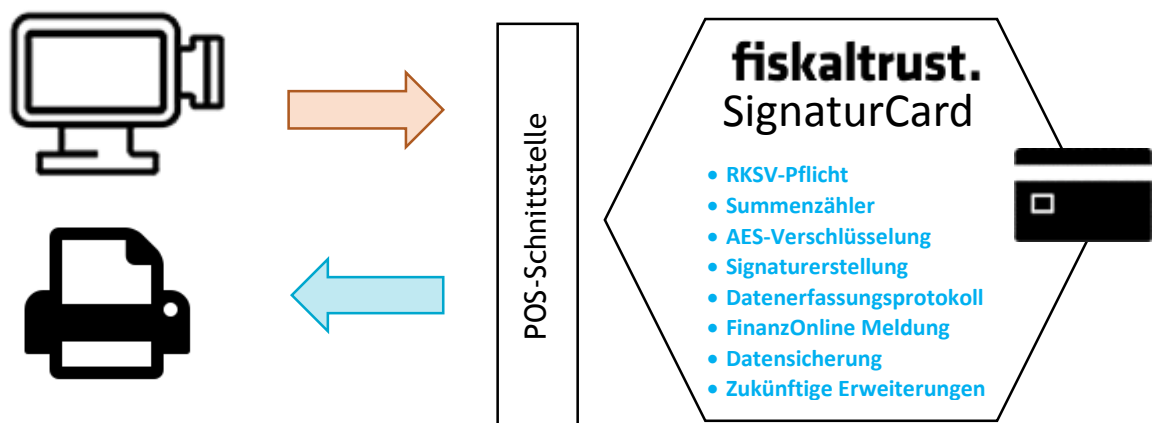 POS-Schnittstelle
fiskaltrust.
SignaturCard
• RKSV-Pflicht
• Summenzähler
• AES-Verschlüsselung
• Signaturerstellung
• Datenerfassungsprotokoll
• FinanzOnline Meldung
• Datensicherung
• Zukünftige Erweiterungen